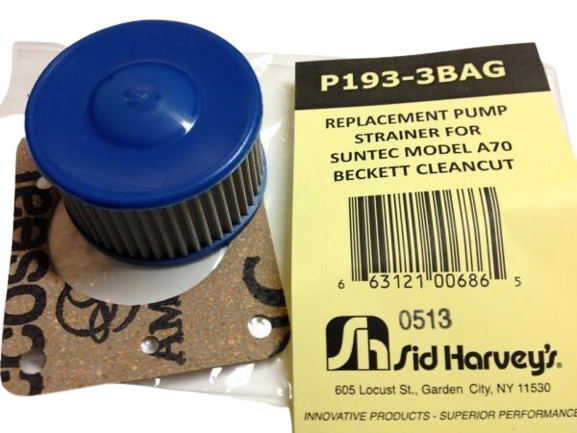 P193-3BAG
REPLACEMENT PUMP
STRAINER FOR
SUNTEC MODEL A70
BECKETT CLEANCUT
6 63121 00686 5
0513
Sh Sid Harvey's.
605 Locust St., Garden City, NY 11530
INNOVATIVE PRODUCTS - SUPERIOR PERFORMANCE